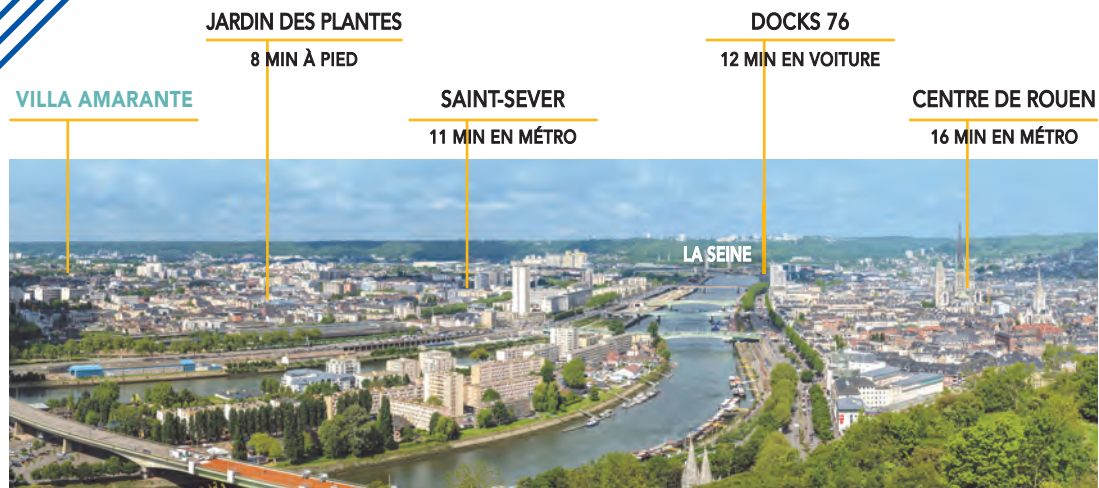 JARDIN DES PLANTES
8 MIN À PIED
DOCKS 76
12 MIN EN VOITURE
VILLA AMARANTE
SAINT-SEVER
11 MIN EN MÉTRO
CENTRE DE ROUEN
16 MIN EN MÉTRO
LA SEINE